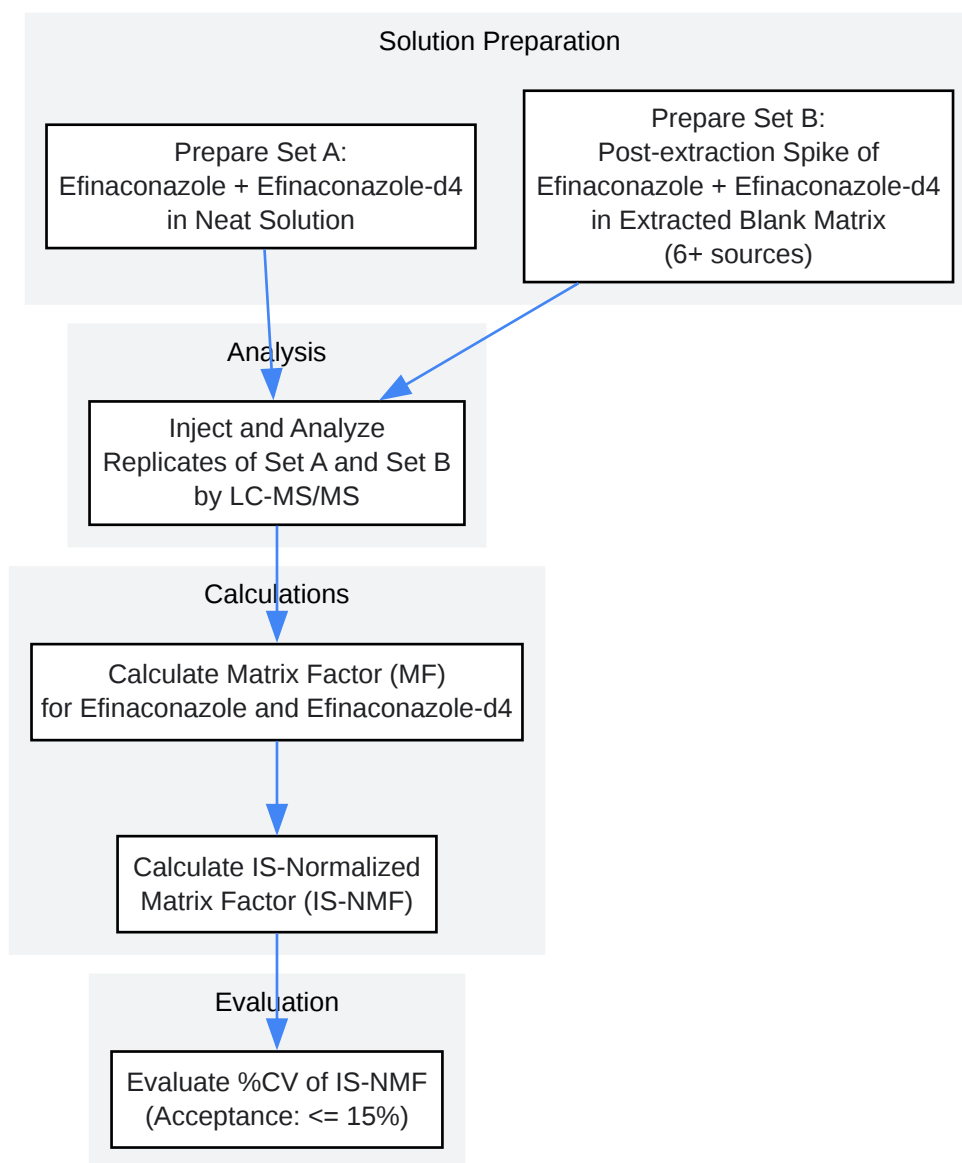 Solution Preparation
Prepare Set A:
Efinaconazole + Efinaconazole-d4
in Neat Solution
Prepare Set B:
Post-extraction Spike of
Efinaconazole + Efinaconazole-d4
in Extracted Blank Matrix
(6+ sources)
Analysis
Inject and Analyze
Replicates of Set A and Set B
by LC-MS/MS
Calculations
Calculate Matrix Factor (MF)
for Efinaconazole and Efinaconazole-d4
Calculate IS-Normalized
Matrix Factor (IS-NMF)
Evaluation
Evaluate %CV of IS-NMF
(Acceptance: <= 15%)